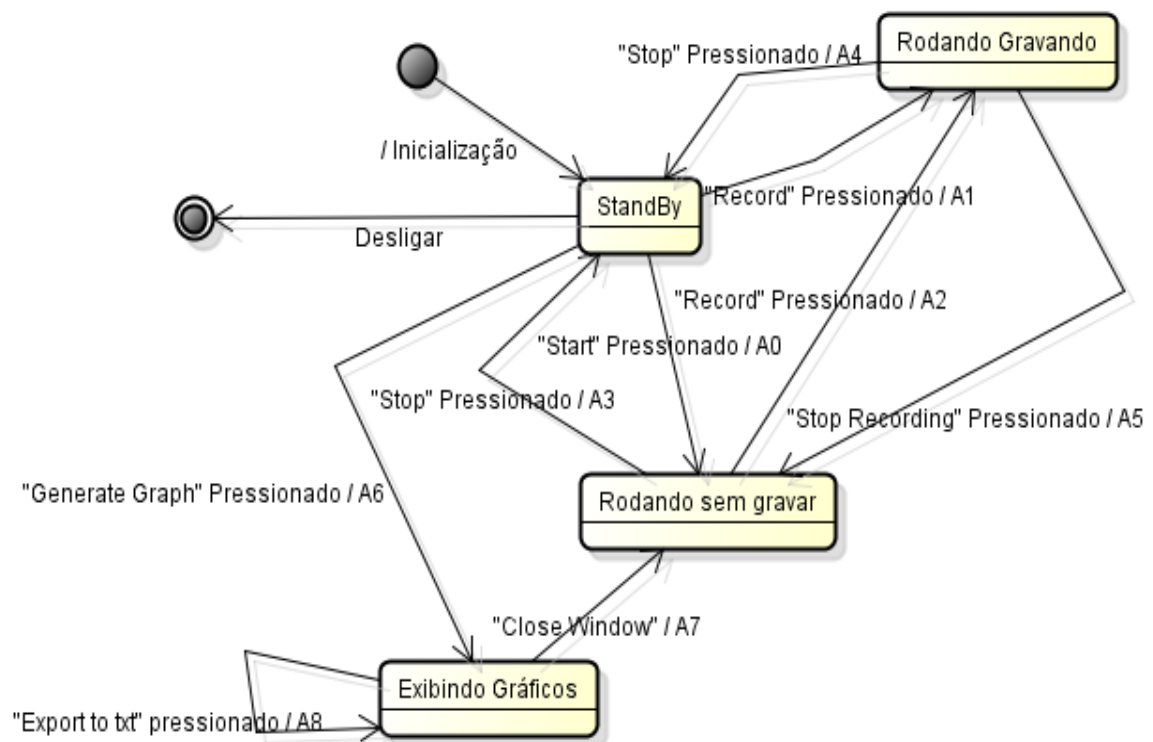 Rodando Gravando
"Stop" Pressionado / A4
/ Inicialização
"Record" Pressionado / A1
StandBy
Desligar
"Record" Pressionado / A2
"Start" Pressionado / A0
"Stop" Pressionado / A3
"Stop Recording" Pressionado / A5
"Generate Graph" Pressionado / A6
Rodando sem gravar
"Close Window" / A7
Exibindo Gráficos
"Export to txt" pressionado / A8